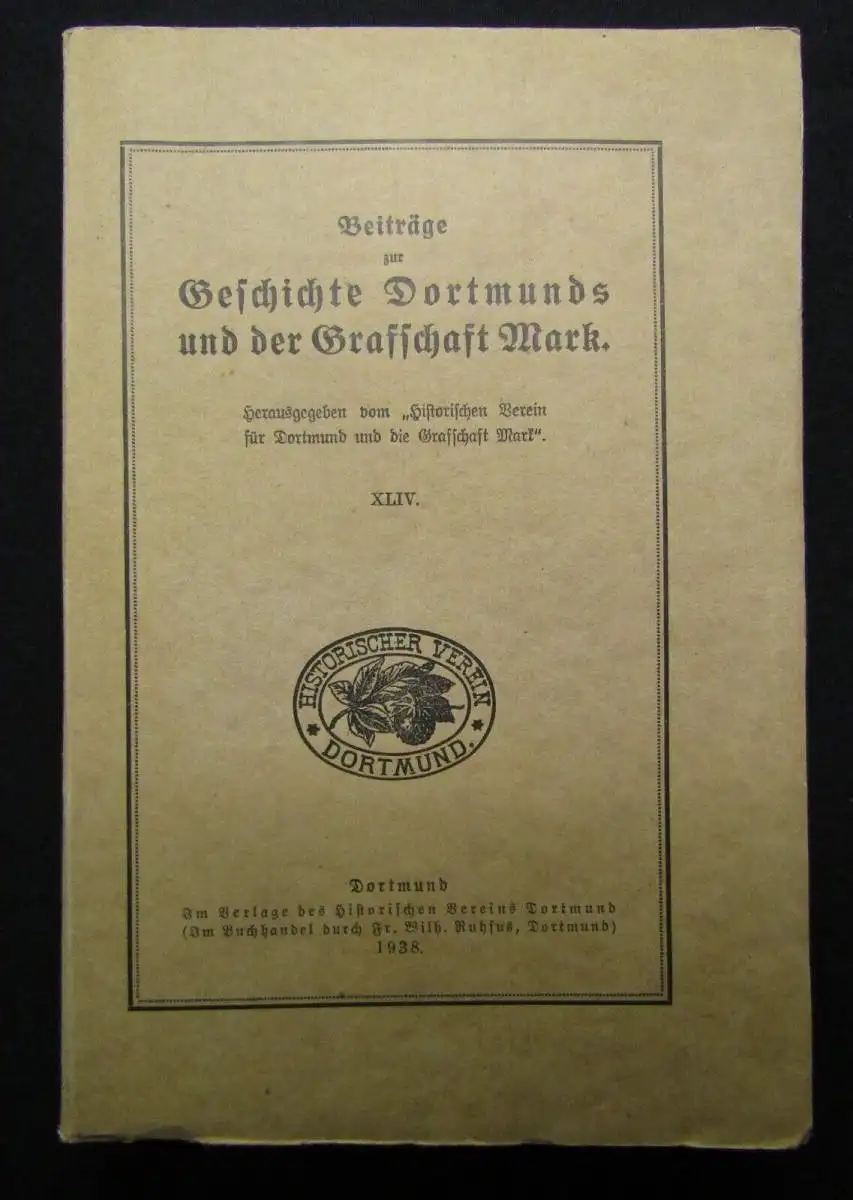 Beiträge
zur
Geschichte Dortmunds
und der Grafschaft Mark.
Herausgegeben vom „Historischen Verein
für Dortmund und die Grafschaft Mark“.
XLIV.
* HISTORISCHER VEREIN *
DORTMUND.
Dortmund
Im Verlage des Historischen Vereins Dortmund
(Im Buchhandel durch Fr. Wilh. Ruhfus, Dortmund)
1938.